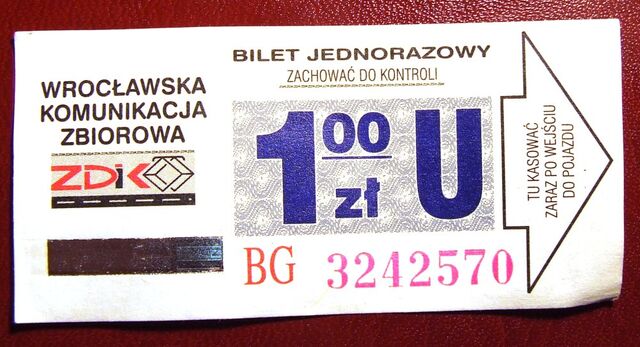 WROCŁAWSKA
KOMUNIKACJA
ZBIOROWA
ZDiK
BILET JEDNORAZOWY
ZACHOWAĆ DO KONTROLI
1 00 zł U
BG 3242570
TU KASOWAĆ
ZARAZ PO WEJŚCIU
DO POJAZDU